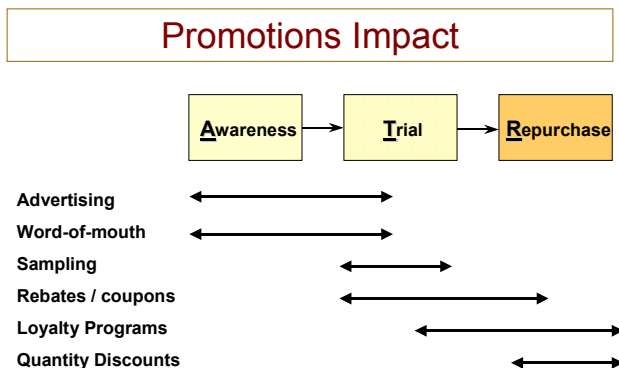 Promotions Impact
Awareness
Trial
Repurchase
Advertising
Word-of-mouth
Sampling
Rebates / coupons
Loyalty Programs
Quantity Discounts